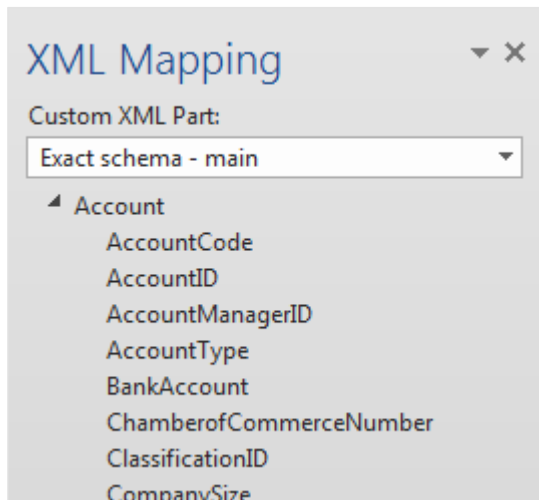 XML Mapping
Custom XML Part:
Exact schema - main
Account
AccountCode
AccountID
AccountManagerID
AccountType
BankAccount
ChamberofCommerceNumber
ClassificationID
CompanySize